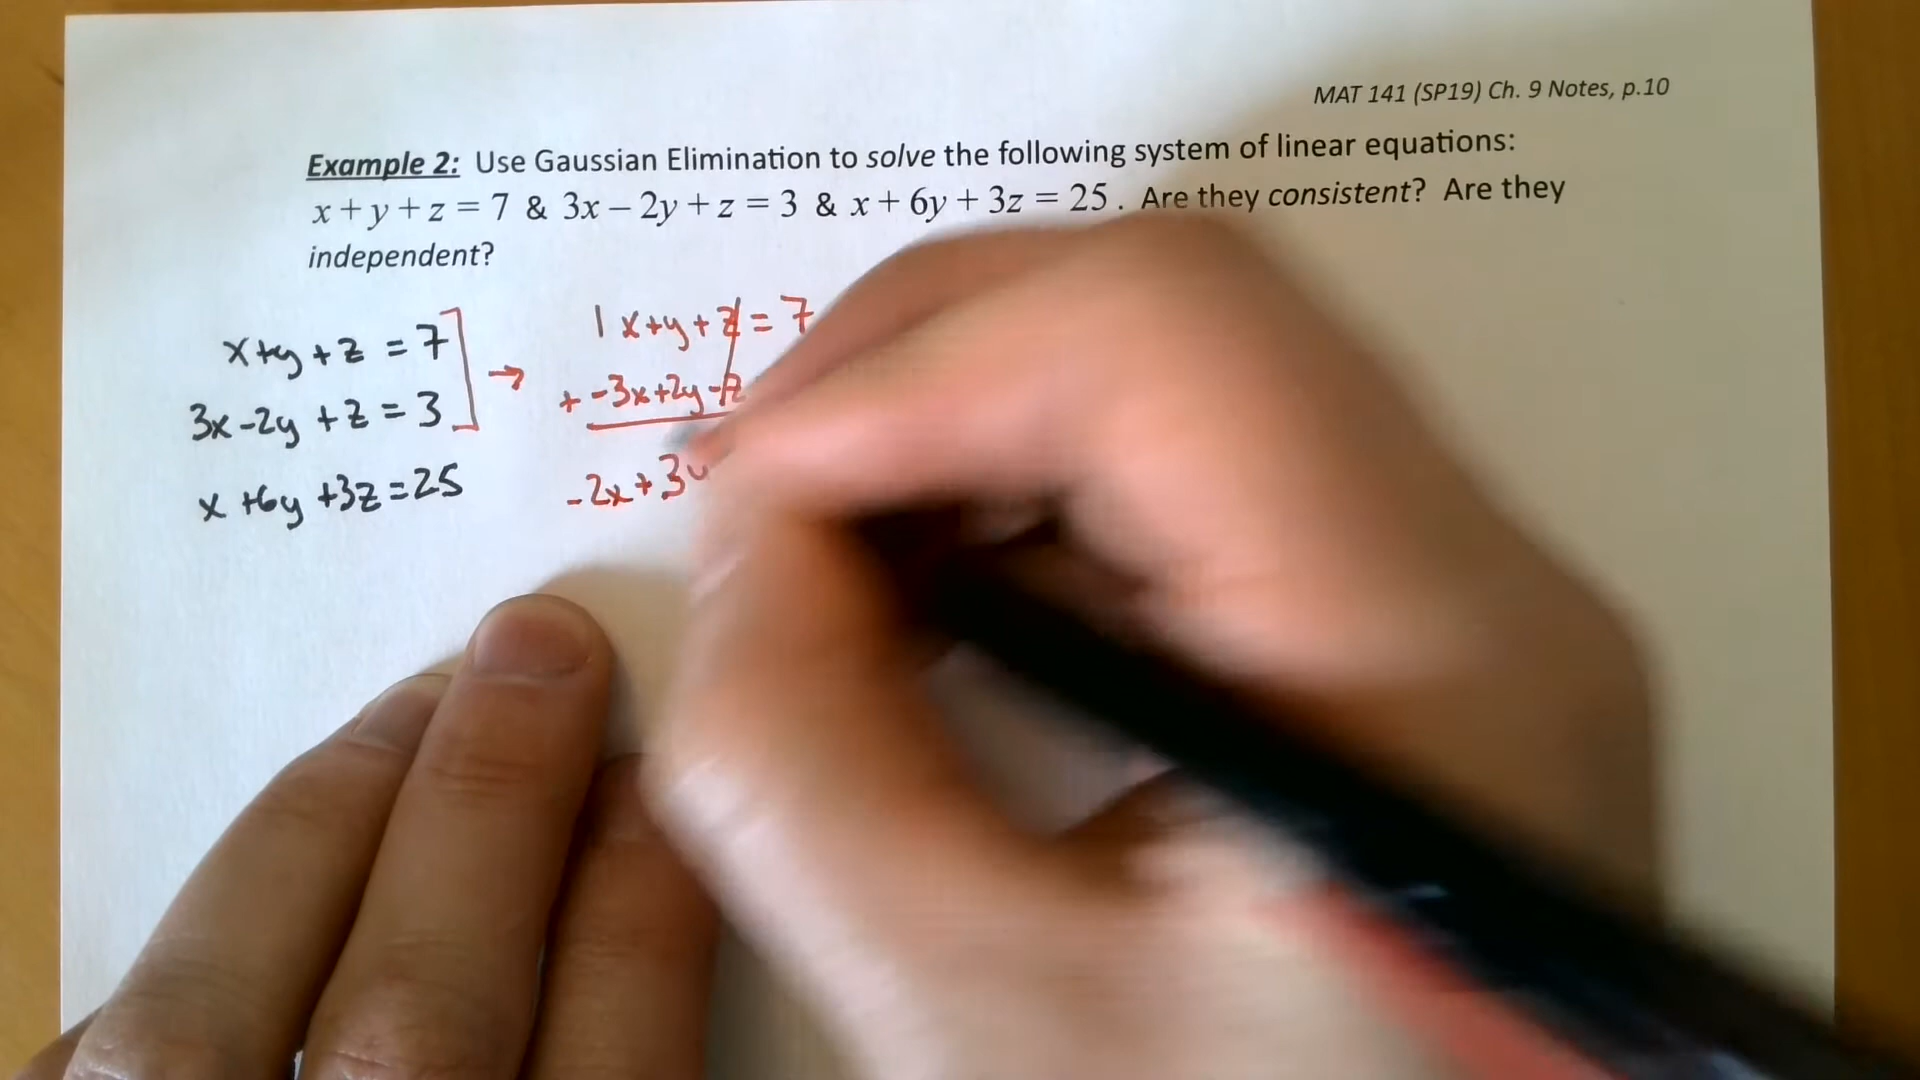 MAT 141 (SP19) Ch. 9 Notes, p.10
Example 2: Use Gaussian Elimination to solve the following system of linear equations:
x + y + z = 7 & 3x – 2y + z = 3 & x + 6y + 3z = 25 . Are they consistent? Are they
independent?
x+y+z = 7
3x-2y+z = 3
x+6y+3z=25
→
1x+y+z = 7
+ -3x+2y-z
-2x+3y